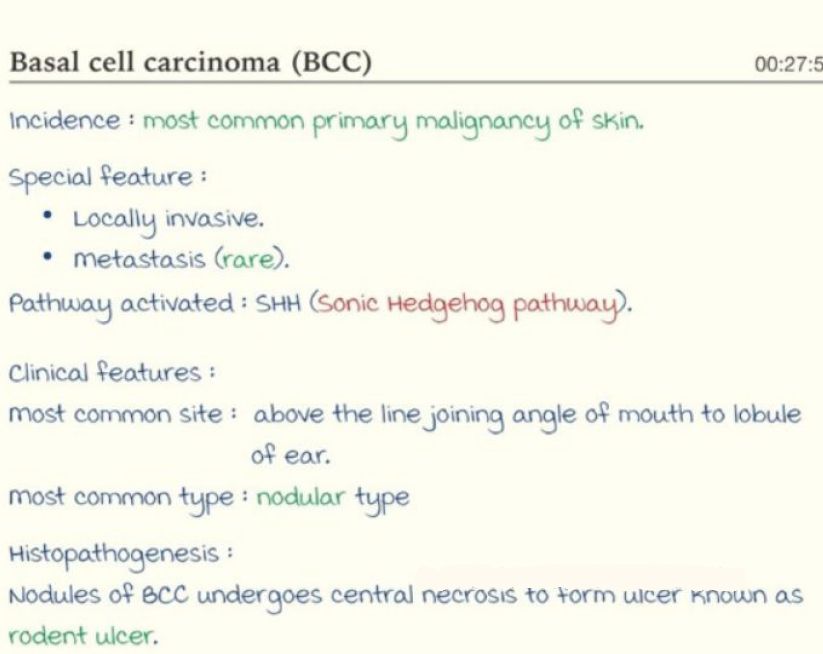 Basal cell carcinoma (BCC) 00:27:5
Incidence : most common primary malignancy of skin.
Special feature :
• Locally invasive.
• metastasis (rare).
Pathway activated : SHH (Sonic Hedgehog pathway).
Clinical features :
most common site : above the line joining angle of mouth to lobule
of ear.
most common type : nodular type
Histopathogenesis :
Nodules of BCC undergoes central necrosis to form ulcer known as
rodent ulcer.